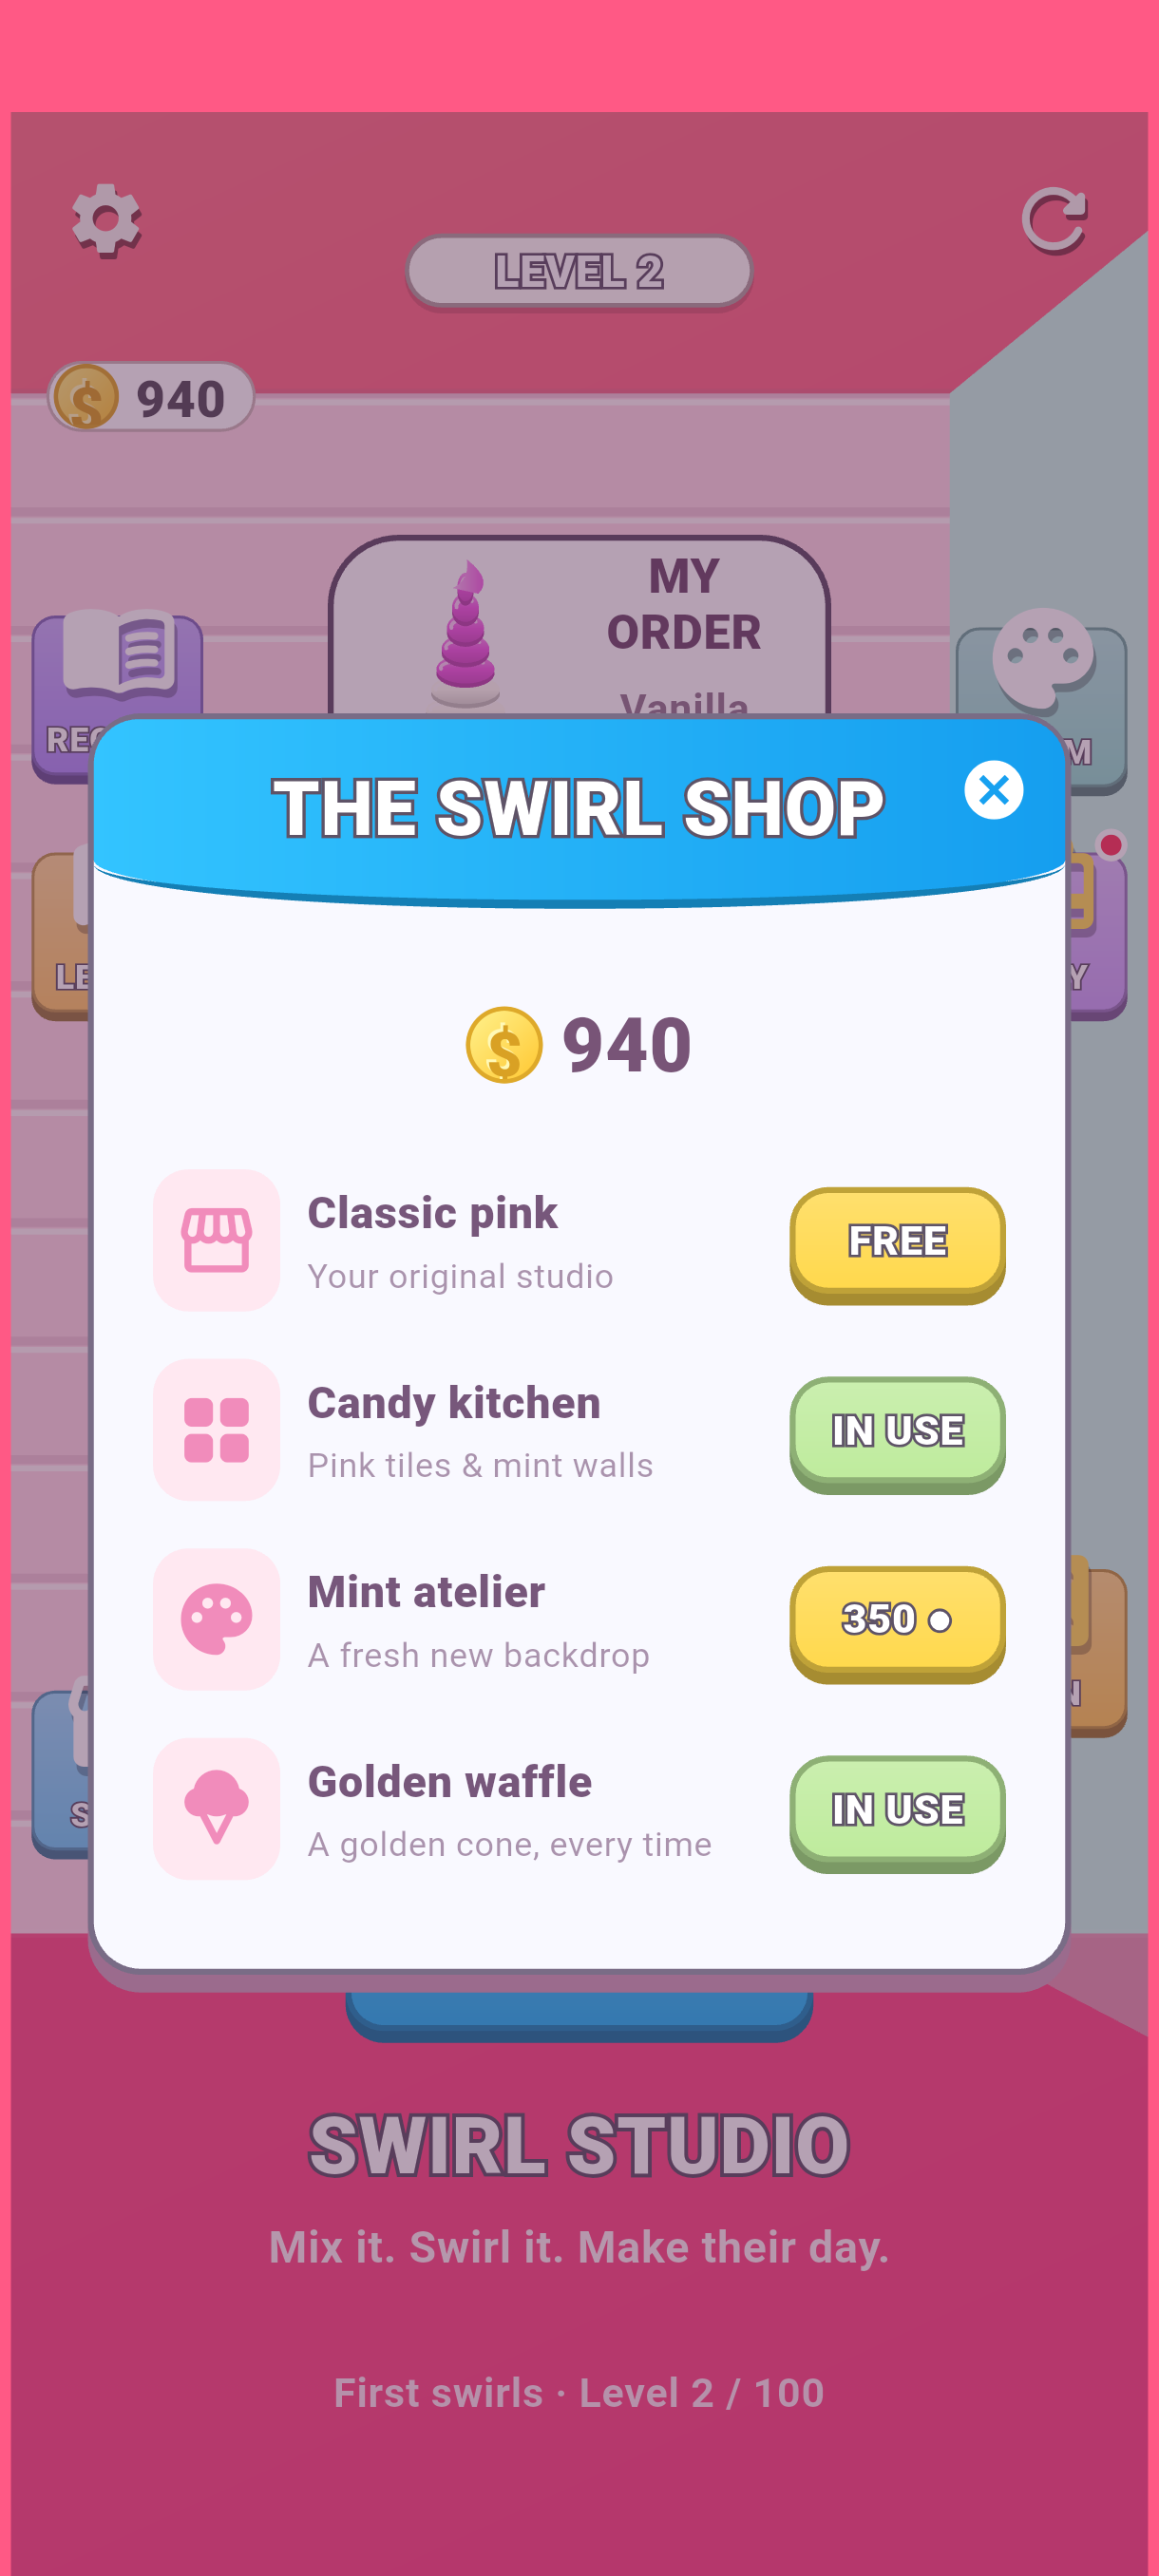 LEVEL 2
940
MY
ORDER
Vanilla
THE SWIRL SHOP
940
Classic pink
Your original studio
FREE
Candy kitchen
Pink tiles & mint walls
IN USE
Mint atelier
A fresh new backdrop
350
Golden waffle
A golden cone, every time
IN USE
SWIRL STUDIO
Mix it. Swirl it. Make their day.
First swirls · Level 2 / 100